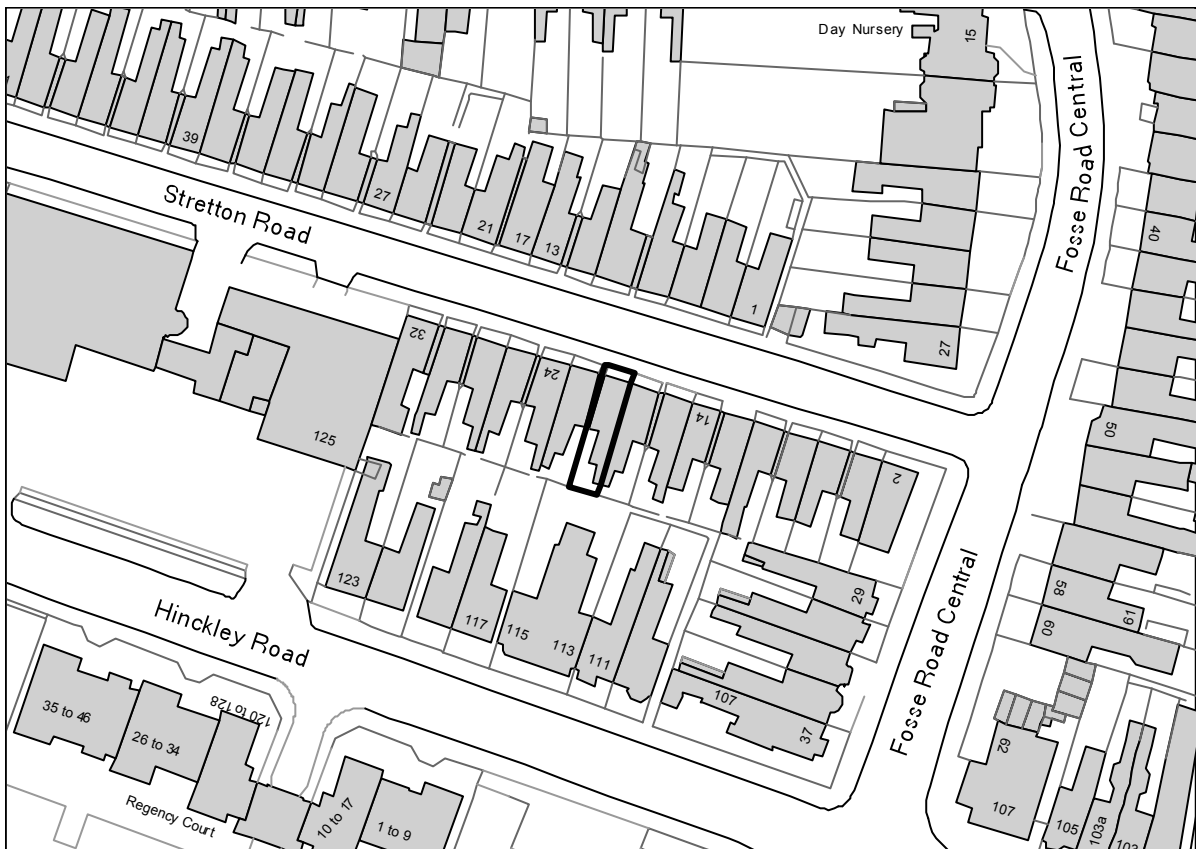 Day Nursery
15
Fosse Road Central
39
Stretton Road
27
21
17
13
1
27
40
32
24
14
2
50
125
123
117
115
113
111
29
107
37
58
60
61
Hinckley Road
Fosse Road Central
120 to 128
35 to 46
26 to 34
Regency Court
10 to 17
1 to 9
62
107
105
103a
103